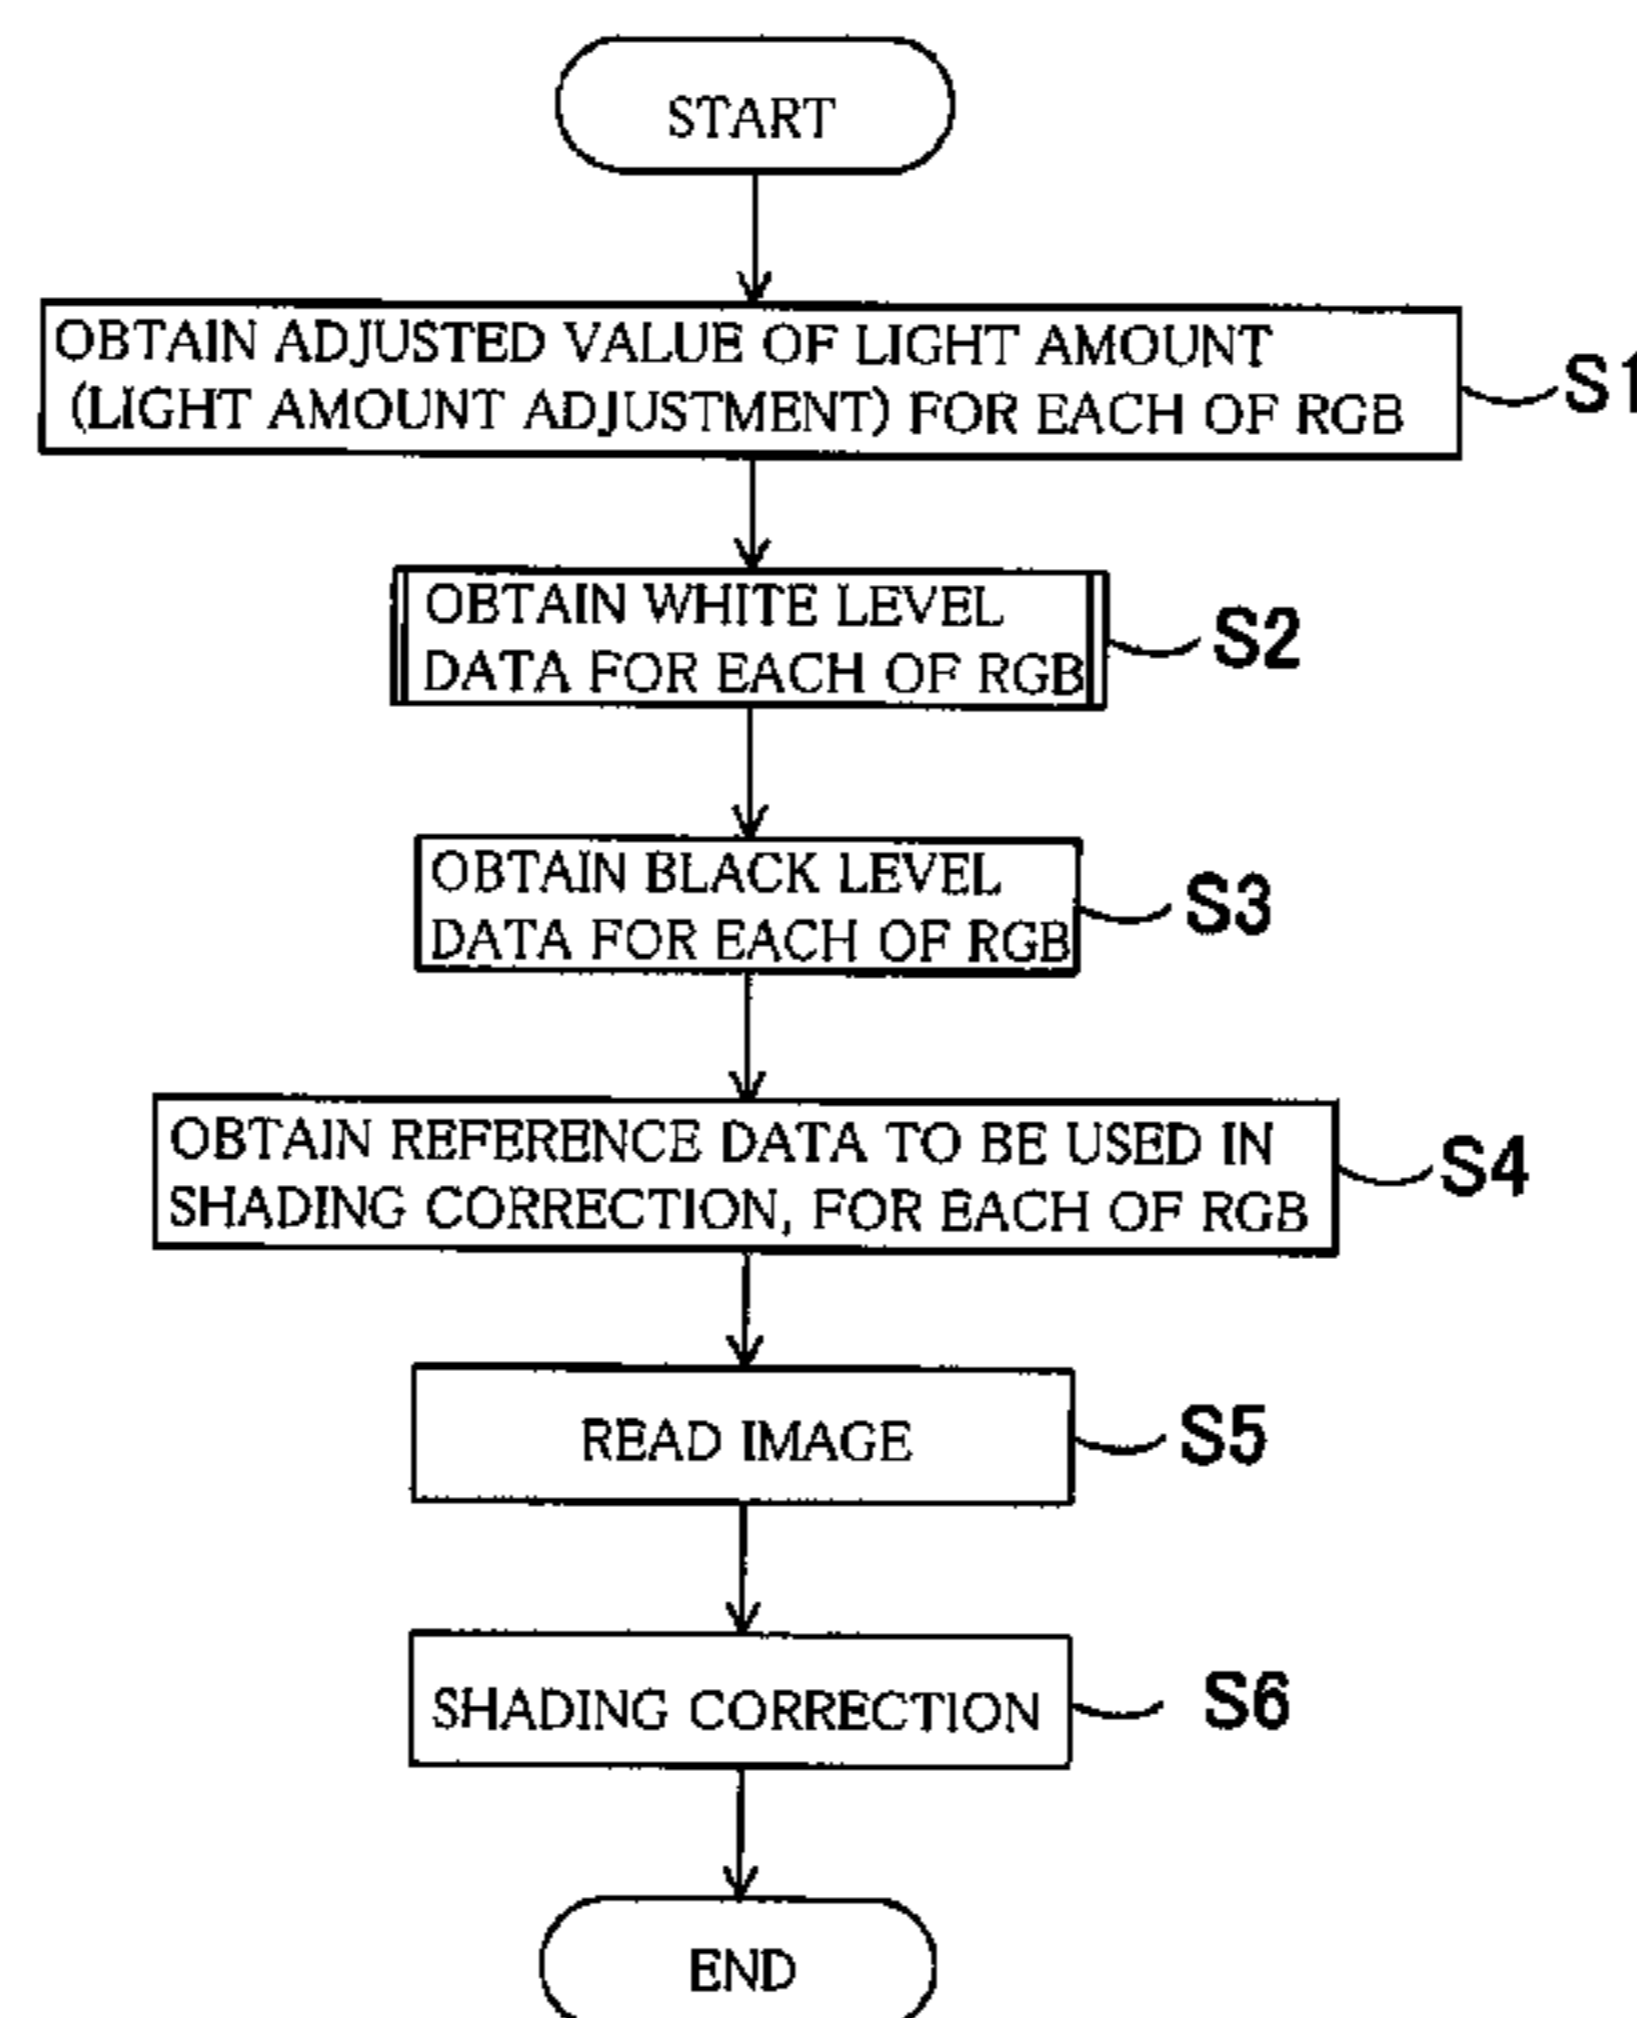 START
OBTAIN ADJUSTED VALUE OF LIGHT AMOUNT
(LIGHT AMOUNT ADJUSTMENT) FOR EACH OF RGB
S1
OBTAIN WHITE LEVEL
DATA FOR EACH OF RGB
S2
OBTAIN BLACK LEVEL
DATA FOR EACH OF RGB
S3
OBTAIN REFERENCE DATA TO BE USED IN
SHADING CORRECTION, FOR EACH OF RGB
S4
READ IMAGE
S5
SHADING CORRECTION
S6
END